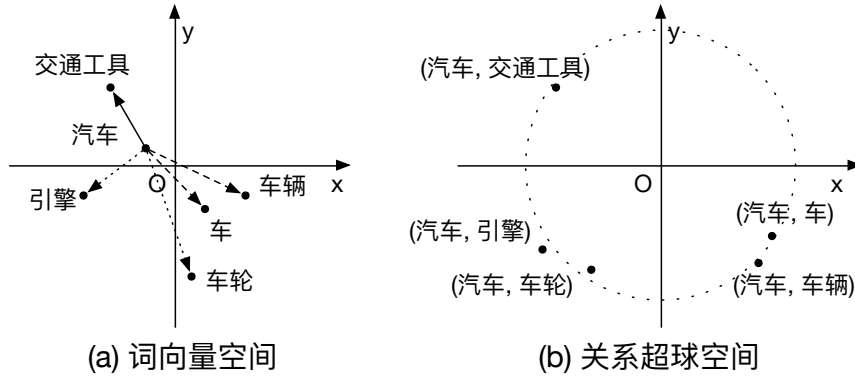 y
交通工具
汽车
O
x
引擎
车辆
车
车轮
(a) 词向量空间
y
(汽车, 交通工具)
O
x
(汽车, 引擎)
(汽车, 车)
(汽车, 车轮)
(汽车, 车辆)
(b) 关系超球空间